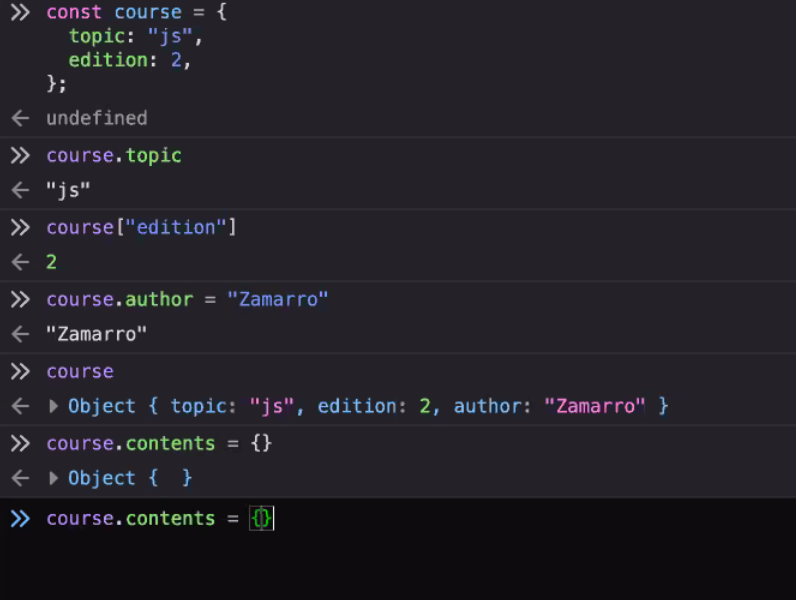 >> const course = {
topic: "js",
edition: 2,
};
← undefined
>> course.topic
← "js"
>> course["edition"]
← 2
>> course.author = "Zamarro"
← "Zamarro"
>> course
← ▶ Object { topic: "js", edition: 2, author: "Zamarro" }
>> course.contents = {}
← ▶ Object {  }
>> course.contents = {}